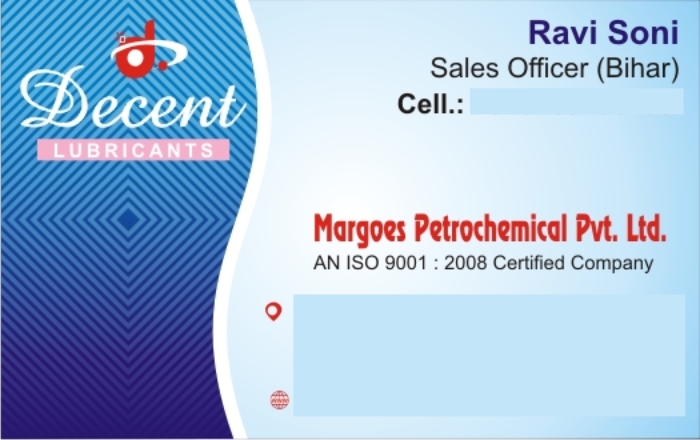 Decent
LUBRICANTS
Ravi Soni
Sales Officer (Bihar)
Cell.:
Margoes Petrochemical Pvt. Ltd.
AN ISO 9001 : 2008 Certified Company